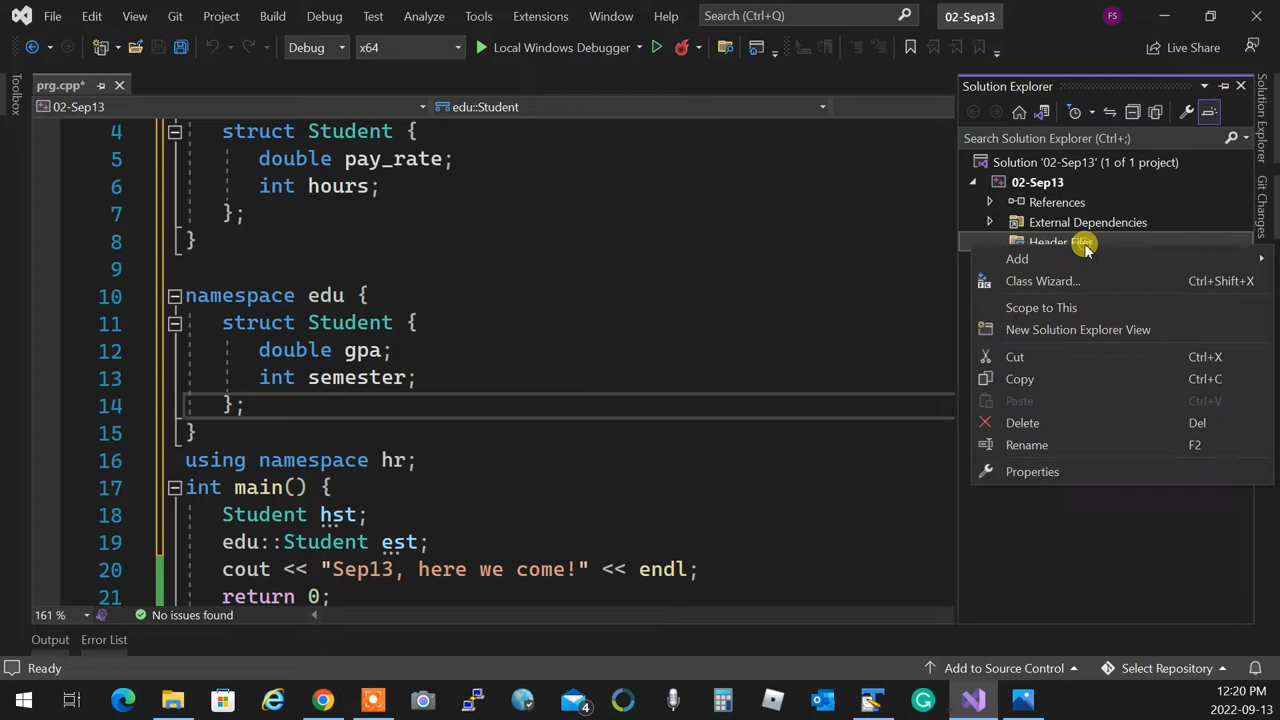 File Edit View Git Project Build Debug Test Analyze Tools Extensions Window Help Search (Ctrl+Q) 02-Sep13 FS
Debug x64 Local Windows Debugger Live Share
prg.cpp*
02-Sep13 edu::Student
4 struct Student {
5 double pay_rate;
6 int hours;
7 };
8 }
9
10 namespace edu {
11 struct Student {
12 double gpa;
13 int semester;
14 };
15 }
16 using namespace hr;
17 int main() {
18 Student hst;
19 edu::Student est;
20 cout << "Sep13, here we come!" << endl;
21 return 0;
161 % No issues found
Toolbox
Output Error List
Solution Explorer
Search Solution Explorer (Ctrl+;)
Solution '02-Sep13' (1 of 1 project)
02-Sep13
References
External Dependencies
Header Files
Add
Class Wizard... Ctrl+Shift+X
Scope to This
New Solution Explorer View
Cut Ctrl+X
Copy Ctrl+C
Paste Ctrl+V
Delete Del
Rename F2
Properties
Solution Explorer
Git Changes
Ready Add to Source Control Select Repository
4
12:20 PM
2022-09-13